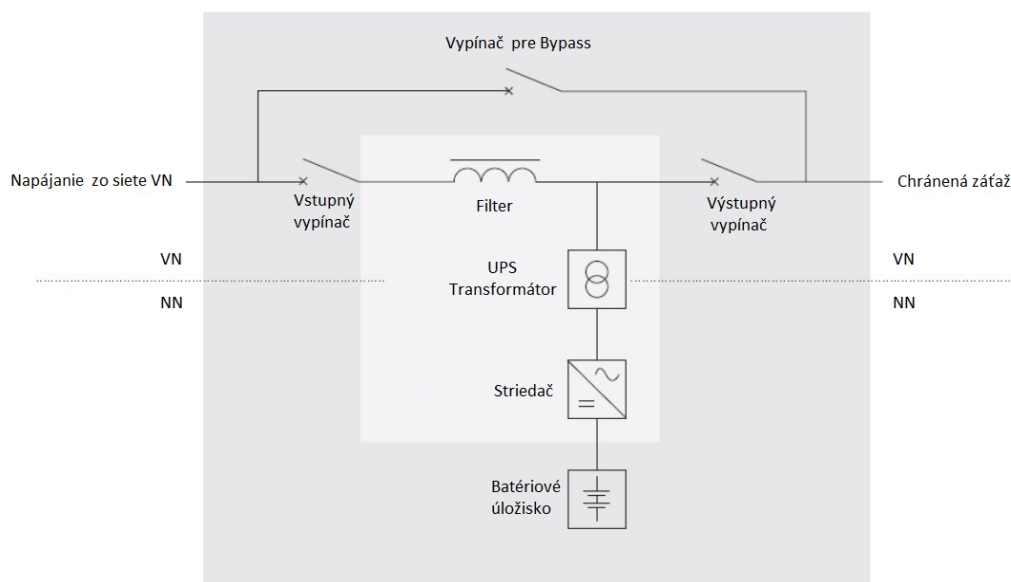 Vypínač pre Bypass
Napájanie zo siete VN
Vstupný
vypínač
Filter
Výstupný
vypínač
Chránená záťaž
VN
NN
UPS
Transformátor
VN
NN
Striedač
Batériové
úložisko